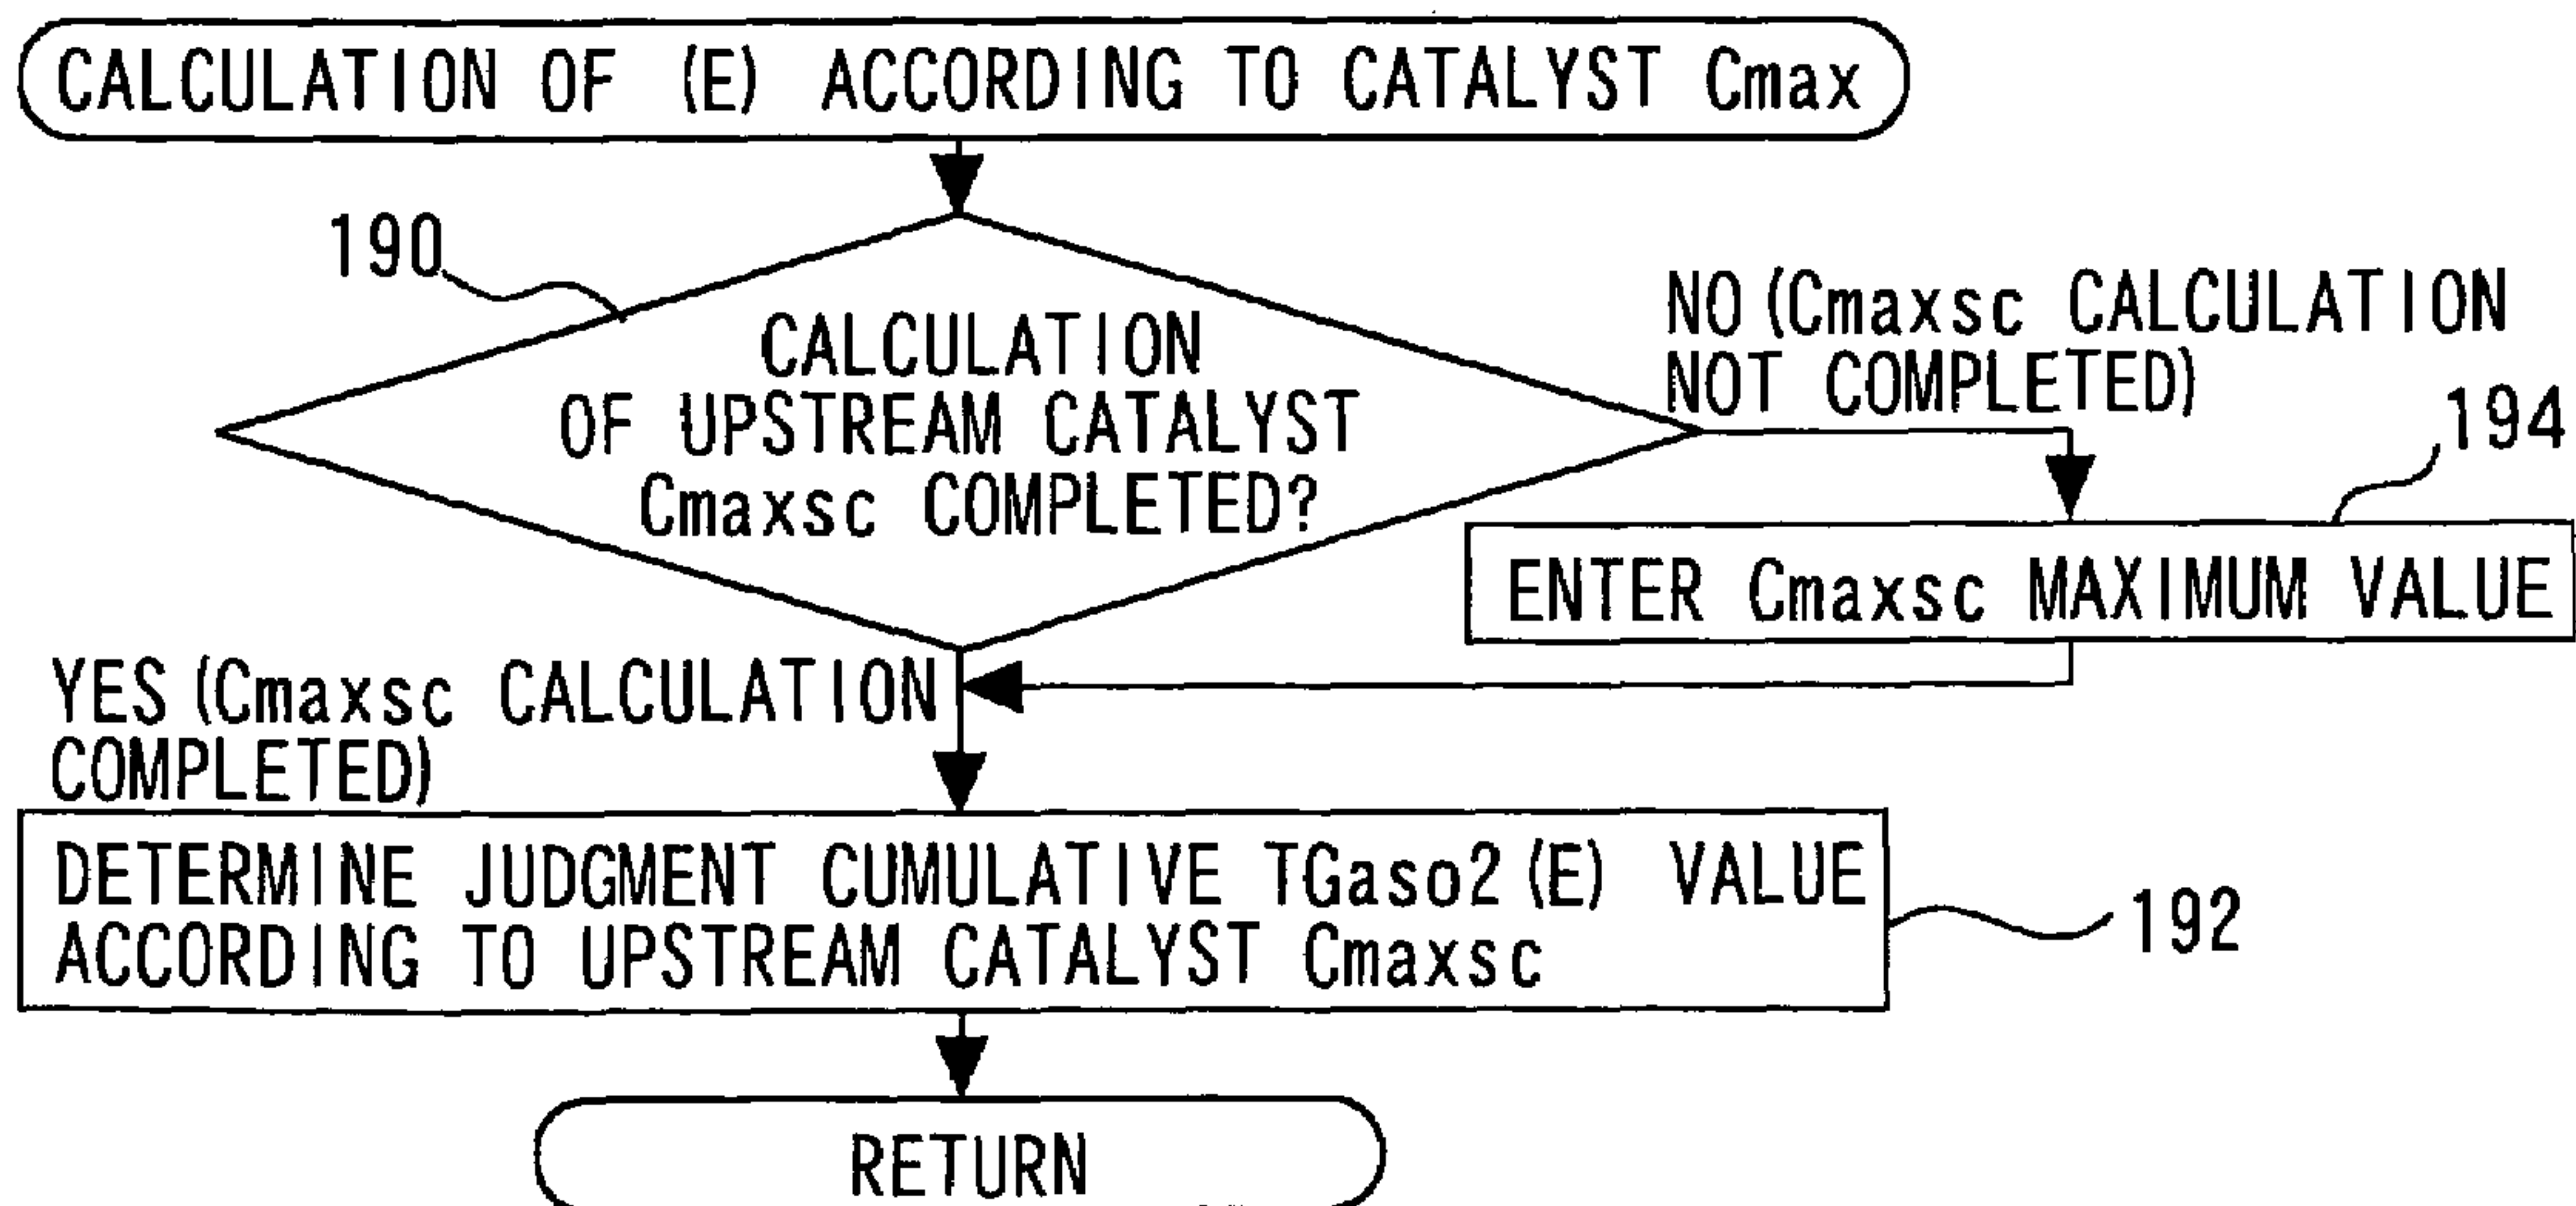 CALCULATION OF (E) ACCORDING TO CATALYST Cmax
190
CALCULATION
OF UPSTREAM CATALYST
Cmaxsc COMPLETED?
NO (Cmaxsc CALCULATION
NOT COMPLETED)
194
ENTER Cmaxsc MAXIMUM VALUE
YES (Cmaxsc CALCULATION
COMPLETED)
DETERMINE JUDGMENT CUMULATIVE TGaso2 (E) VALUE
ACCORDING TO UPSTREAM CATALYST Cmaxsc
192
RETURN